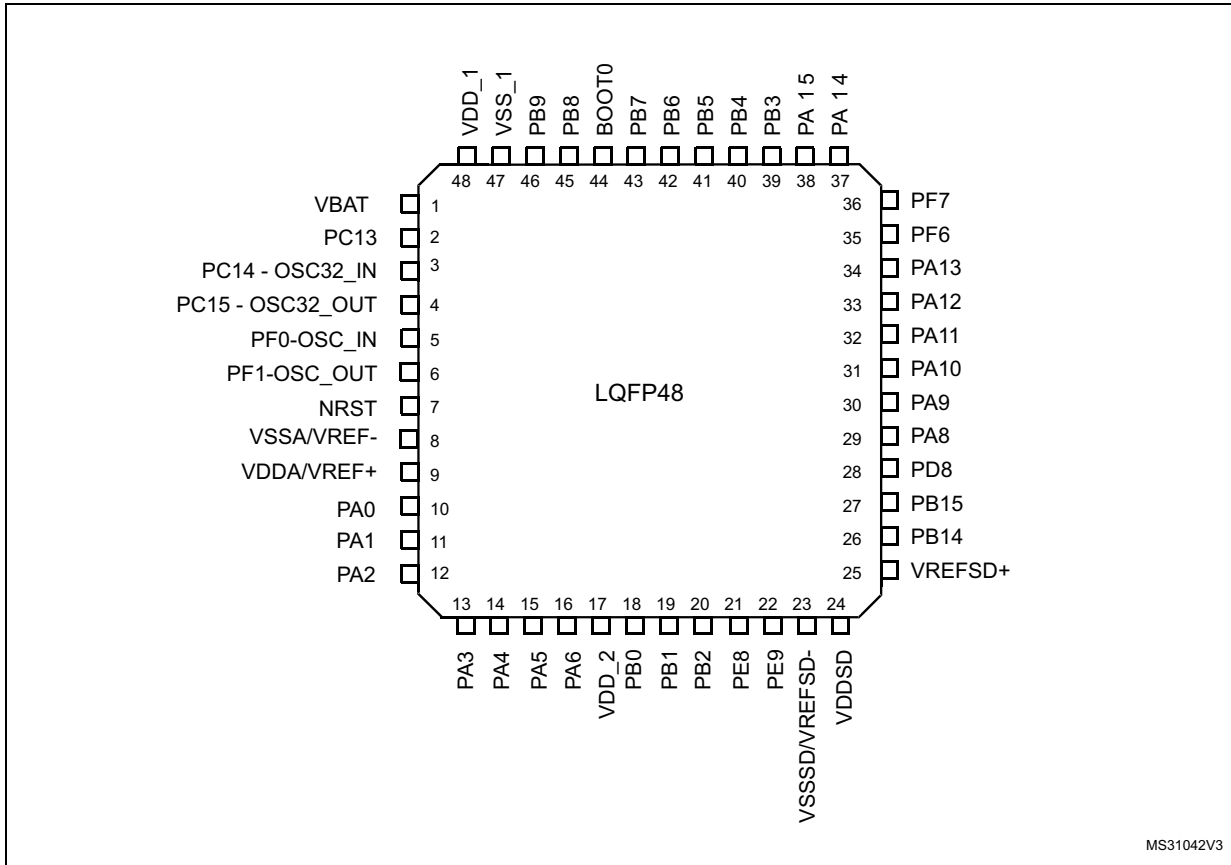 VDD_1
VSS_1
PB9
PB8
BOOT0
PB7
PB6
PB5
PB4
PB3
PA 1 5
PA 1 4
48 47 46 45 44 43 42 41 40 39 38 37
VBAT 1
PC13 2
PC14 - OSC32_IN 3
PC15 - OSC32_OUT 4
PF0-OSC_IN 5
PF1-OSC_OUT 6
NRST 7
VSSA/VREF- 8
VDDA/VREF+ 9
PA0 10
PA1 11
PA2 12
LQFP48
36 PF7
35 PF6
34 PA13
33 PA12
32 PA11
31 PA10
30 PA9
29 PA8
28 PD8
27 PB15
26 PB14
25 VREFSD+
13 14 15 16 17 18 19 20 21 22 23 24
PA3
PA4
PA5
PA6
VDD_2
PB0
PB1
PB2
PE8
PE9
VSSSD/VREFSD-
VDDSD
MS31042V3